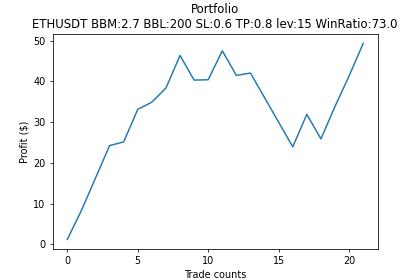 Portfolio
ETHUSDT BBM:2.7 BBL:200 SL:0.6 TP:0.8 lev:15 WinRatio:73.0
50
40
30
20
10
0
Profit ($)
0 5 10 15 20
Trade counts